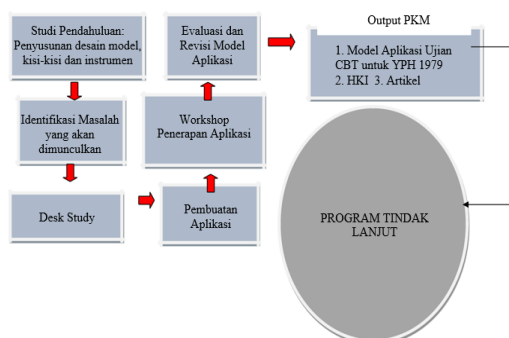 Studi Pendahuluan:
Penyusunan desain model,
kisi-kisi dan instrumen
Identifikasi Masalah
yang akan
dimunculkan
Desk Study
Pembuatan
Aplikasi
Workshop
Penerapan Aplikasi
Evaluasi dan
Revisi Model
Aplikasi
Output PKM
1. Model Aplikasi Ujian
CBT untuk YPH 1979
2. HKI 3. Artikel
PROGRAM TINDAK
LANJUT